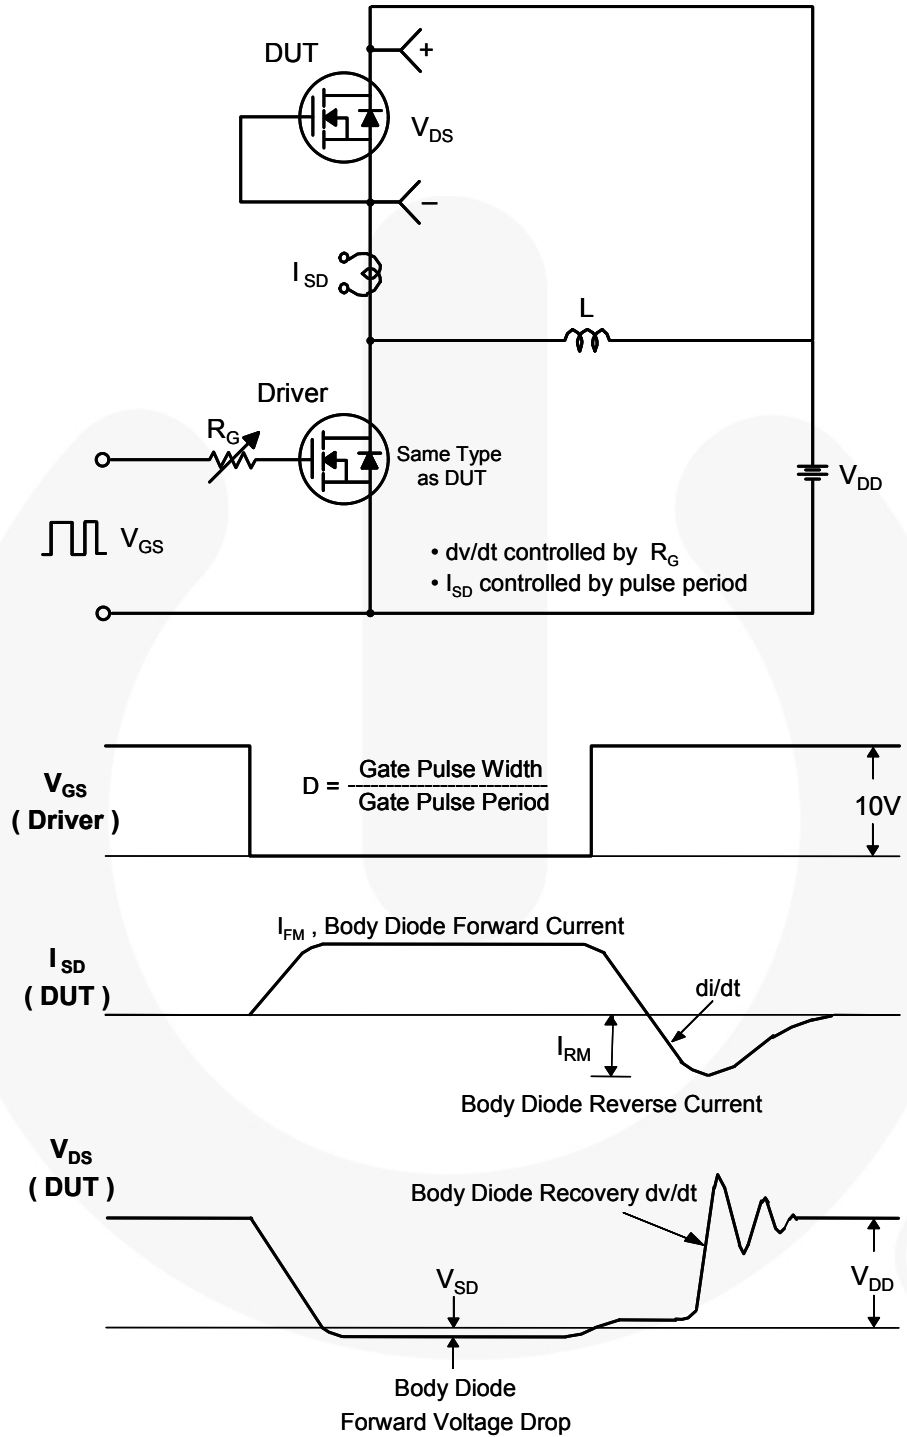 DUT
+
V_DS
–
I_SD
L
Driver
R_G
Same Type
as DUT
V_DD
V_GS
• dv/dt controlled by R_G
• I_SD controlled by pulse period
V_GS
( Driver )
D = Gate Pulse Width
Gate Pulse Period
10V
I_FM , Body Diode Forward Current
I_SD
( DUT )
di/dt
I_RM
Body Diode Reverse Current
V_DS
( DUT )
Body Diode Recovery dv/dt
V_SD
V_DD
Body Diode
Forward Voltage Drop